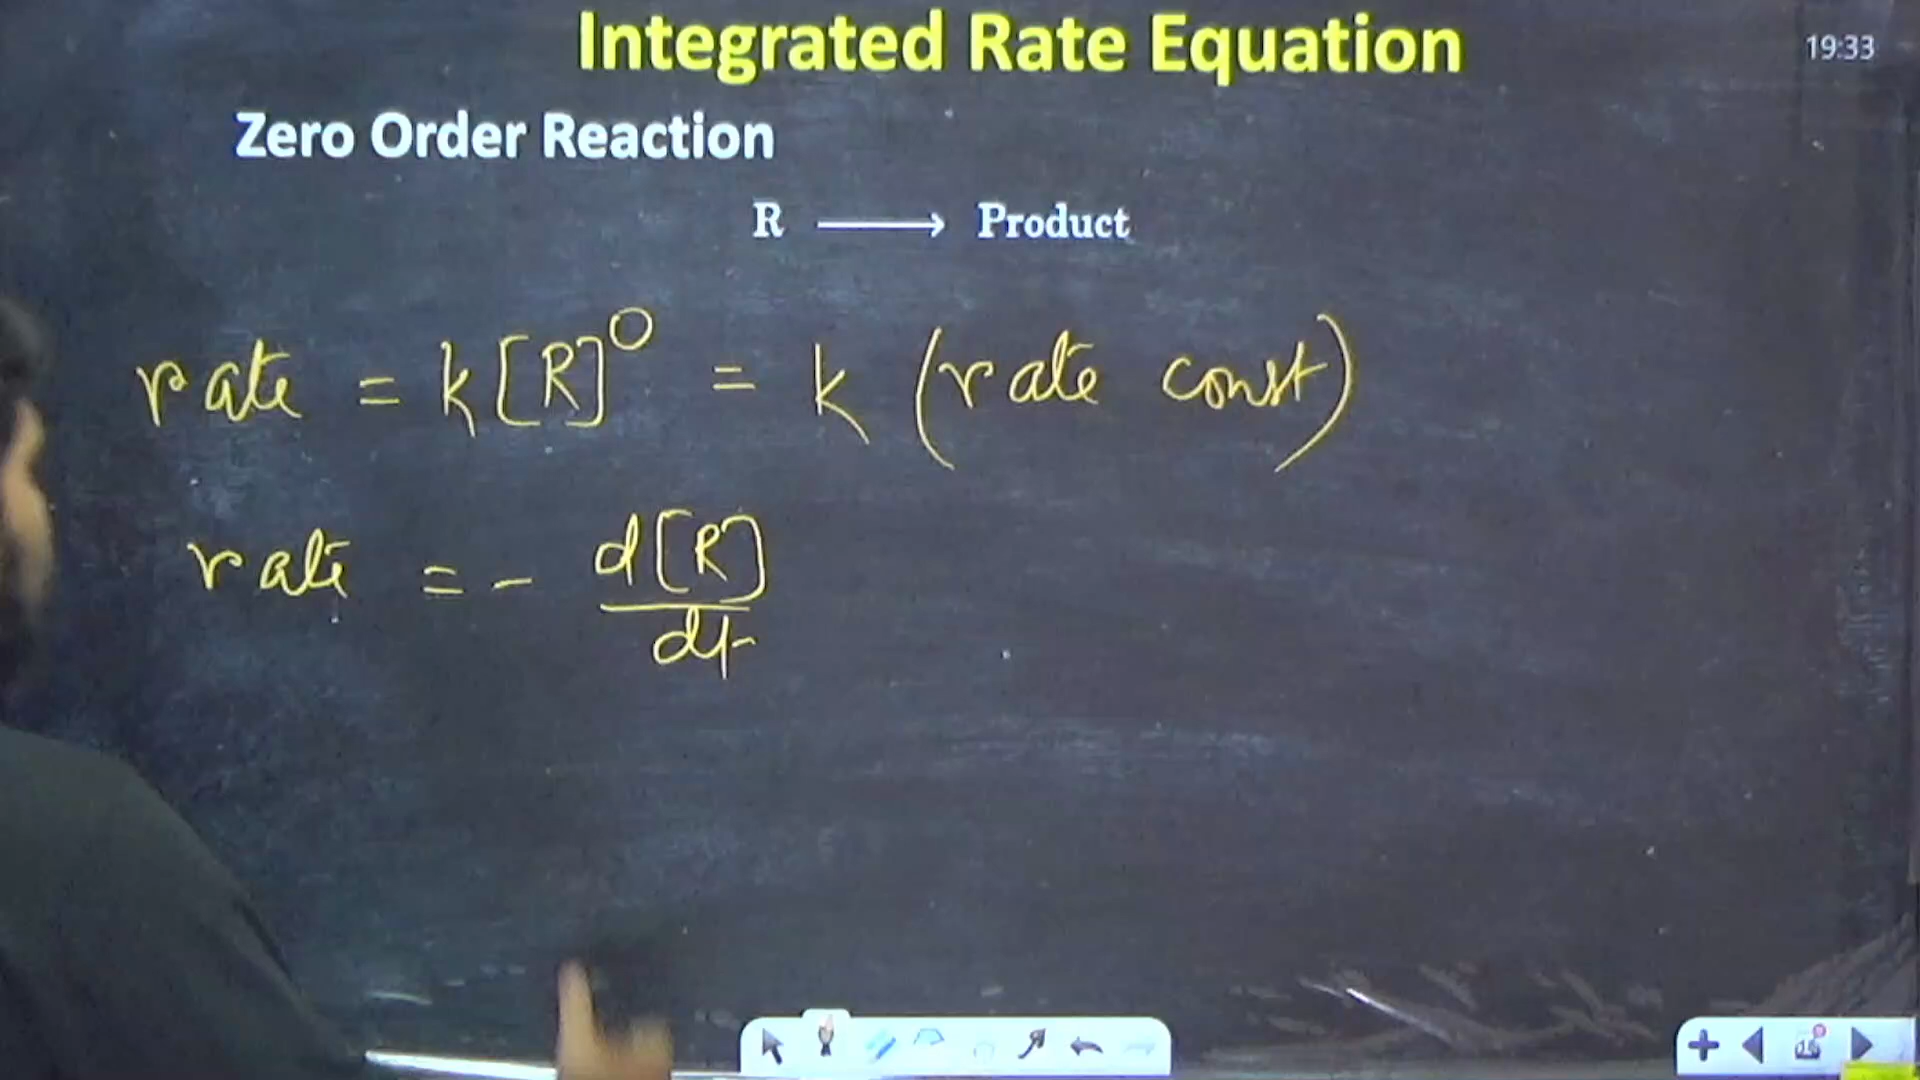 Integrated Rate Equation
19:33
Zero Order Reaction
R ⟶ Product
rate = k[R]⁰ = k (rate const)
rate = - d[R]/dt